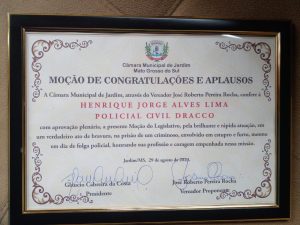 Câmara Municipal de Jardim
Mato Grosso do Sul
MOÇÃO DE CONGRATULAÇÕES E APLAUSOS
A Câmara Municipal de Jardim, através do Vereador José Roberto Pereira Rocha, confere à
HENRIQUE JORGE ALVES LIMA
POLICIAL CIVIL DRACCO
com aprovação plenária, a presente Moção do Legislativo, pela brilhante e rápida atuação, em
um verdadeiro ato de bravura, na prisão de um criminoso, envolvido em estupro e furto, mesmo
em dia de folga policial, honrando sua profissão e coragem empenhada nessa missão.
Jardim/MS, 29 de agosto de
Cabreira da Costa
Presidente
José Roberto Pereira Rocha
Vereador Proponente